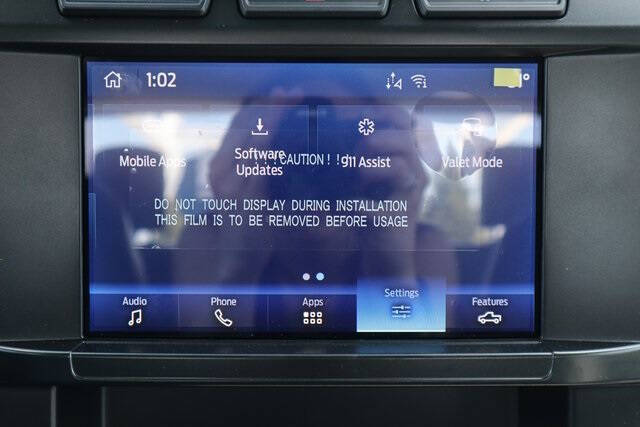 1:02
1°
Mobile Apps
Software
Updates
911 Assist
Valet Mode
!CAUTION! !
DO NOT TOUCH DISPLAY DURING INSTALLATION
THIS FILM IS TO BE REMOVED BEFORE USAGE
Audio
Phone
Apps
Settings
Features